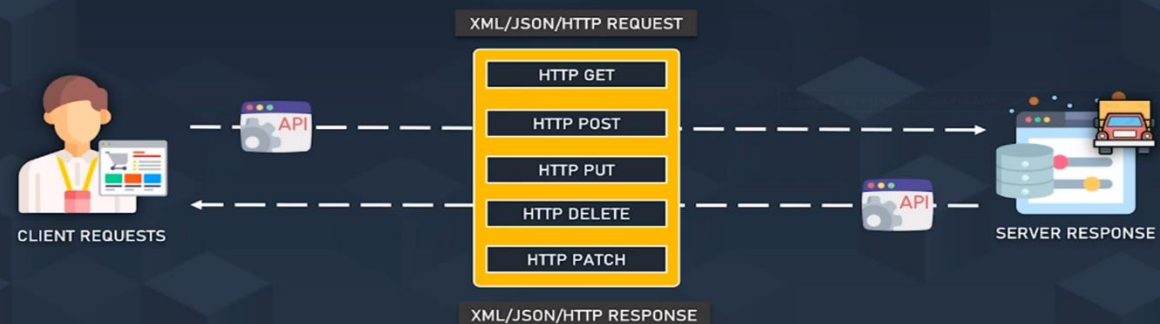 XML/JSON/HTTP REQUEST
HTTP GET
API
HTTP POST
HTTP PUT
API
HTTP DELETE
CLIENT REQUESTS
SERVER RESPONSE
HTTP PATCH
XML/JSON/HTTP RESPONSE